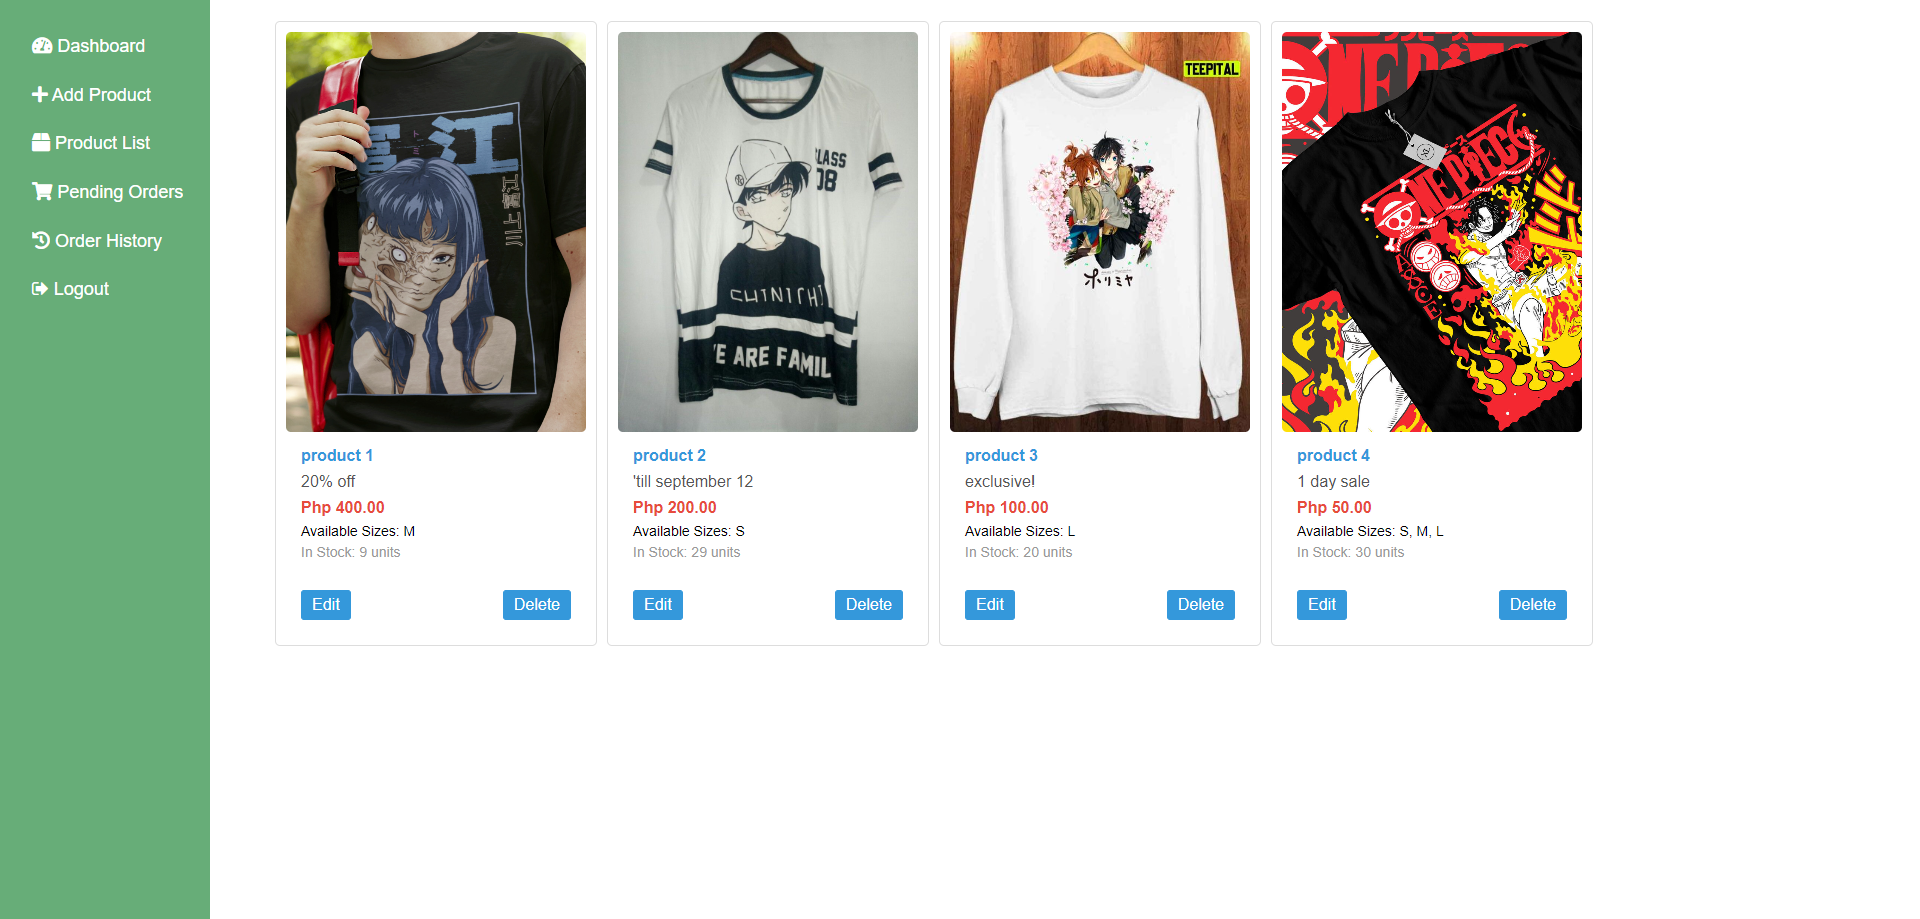 Dashboard
Add Product
Product List
Pending Orders
Order History
Logout
富江
CLASS
08
WE ARE FAMIL
TEEPITAL
ホリミヤ
ONE PIECE
XL
ONE PIECE
product 1
20% off
Php 400.00
Available Sizes: M
In Stock: 9 units
Edit
Delete
product 2
'till september 12
Php 200.00
Available Sizes: S
In Stock: 29 units
Edit
Delete
product 3
exclusive!
Php 100.00
Available Sizes: L
In Stock: 20 units
Edit
Delete
product 4
1 day sale
Php 50.00
Available Sizes: S, M, L
In Stock: 30 units
Edit
Delete